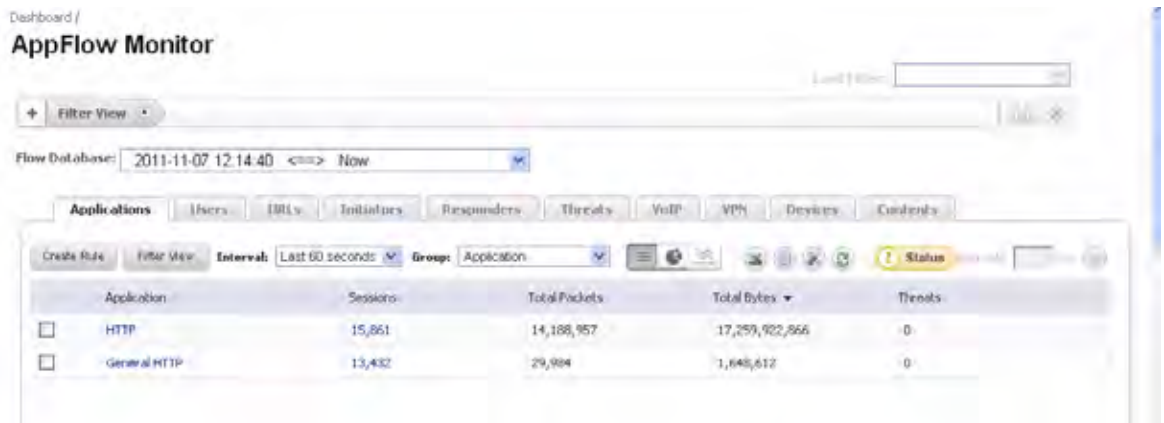 Dashboard /
AppFlow Monitor
+ Filter View
Flow Database: 2011-11-07 12:14:40 <==> Now
Applications Users URLs Initiators Responders Threats VoIP VPN Devices Contents
Create Rule Filter View Interval: Last 60 seconds Group: Application Status
Application Sessions Total Packets Total Bytes Threats
HTTP 15,861 14,188,957 17,259,922,866 0
General HTTP 13,432 29,984 1,648,612 0